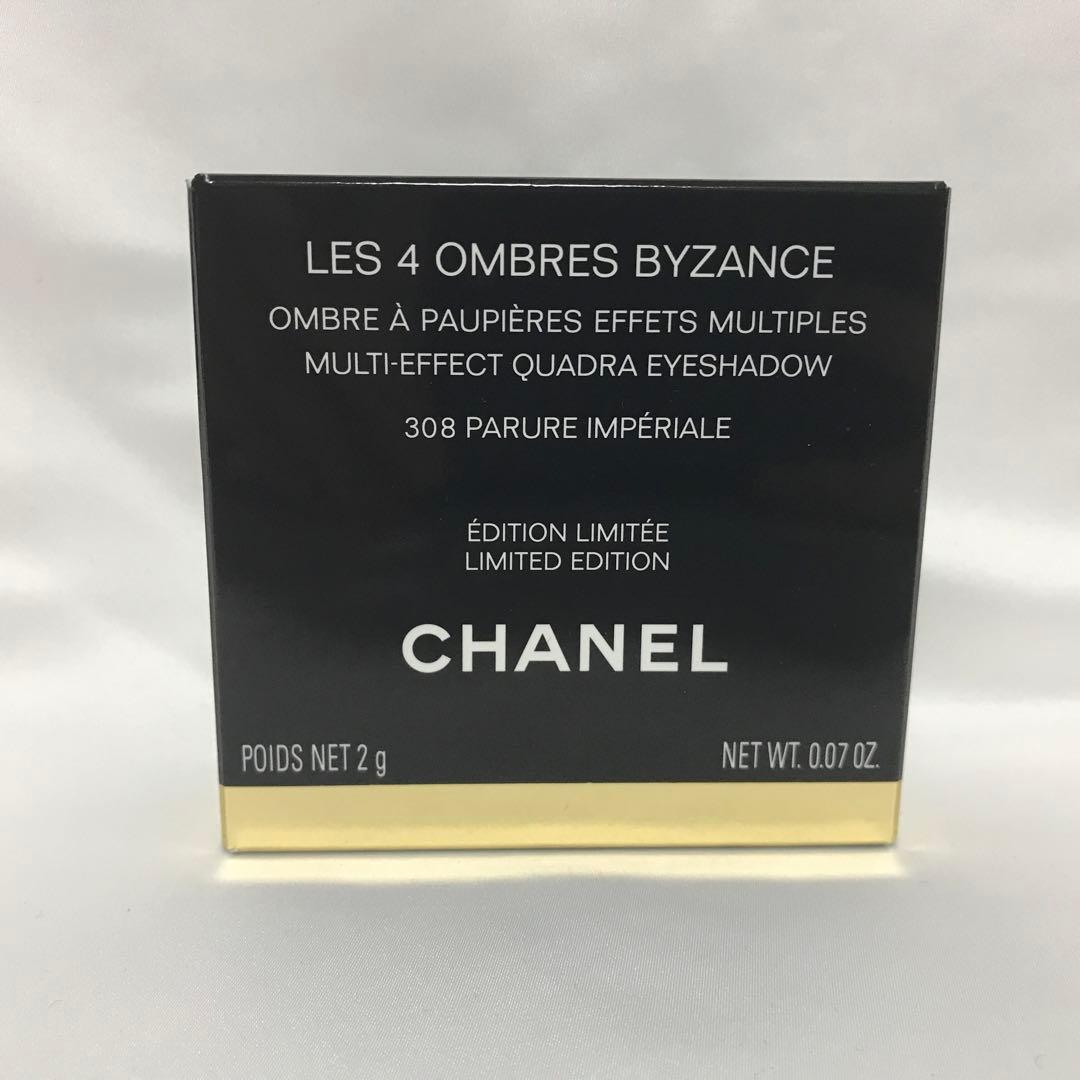 LES 4 OMBRES BYZANCE
OMBRE À PAUPIÈRES EFFETS MULTIPLES
MULTI-EFFECT QUADRA EYESHADOW
308 PARURE IMPÉRIALE
ÉDITION LIMITÉE
LIMITED EDITION
CHANEL
POIDS NET 2 g
NET WT. 0.07 OZ.